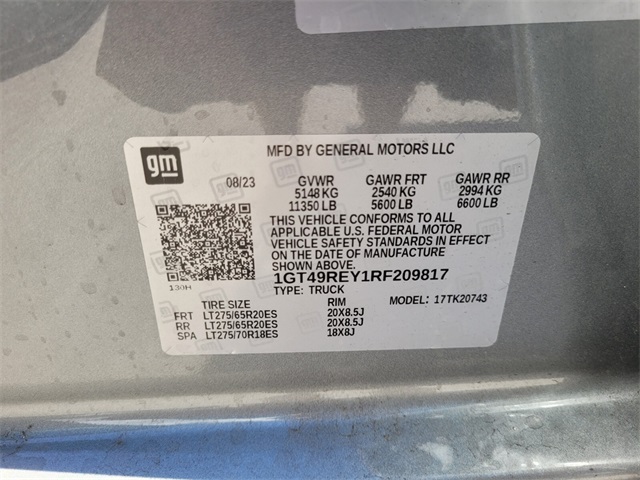 gm
MFD BY GENERAL MOTORS LLC
08/23 GVWR GAWR FRT GAWR RR
5148 KG 2540 KG 2994 KG
11350 LB 5600 LB 6600 LB
THIS VEHICLE CONFORMS TO ALL
APPLICABLE U.S. FEDERAL MOTOR
VEHICLE SAFETY STANDARDS IN EFFECT
ON THE DATE OF MANUFACTURE
SHOWN ABOVE.
130H
1GT49REY1RF209817
TYPE: TRUCK MODEL: 17TK20743
TIRE SIZE RIM
FRT LT275/65R20ES 20X8.5J
RR LT275/65R20ES 20X8.5J
SPA LT275/70R18ES 18X8J